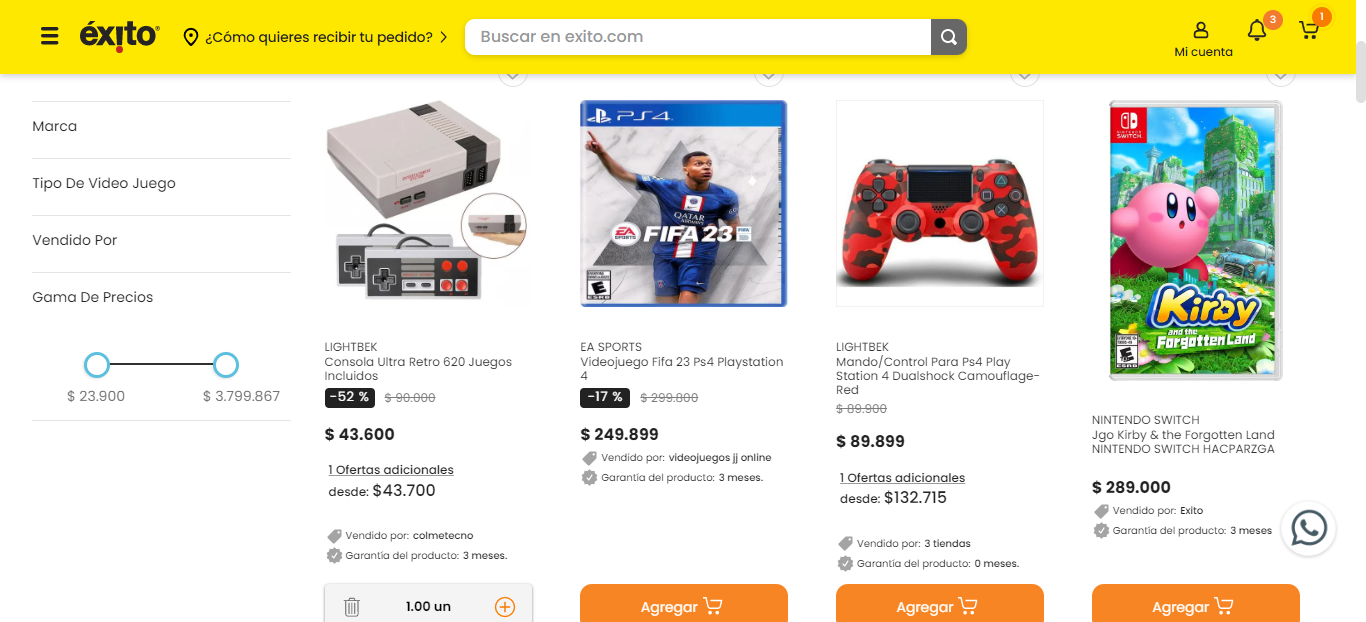 éxito
¿Cómo quieres recibir tu pedido?
Buscar en exito.com
Mi cuenta
3
1
Marca
Tipo De Video Juego
Vendido Por
Gama De Precios
$ 23.900
$ 3.799.867
LIGHTBEK
Consola Ultra Retro 620 Juegos
Incluidos
-52 %
$ 90.000
$ 43.600
1 Ofertas adicionales
desde: $43.700
Vendido por: colmetecno
Garantía del producto: 3 meses.
1.00 un
PS4
QATAR
AIRWAYS
EA
SPORTS
FIFA 23
FIFA
E
ESRB
EA SPORTS
Videojuego Fifa 23 Ps4 Playstation
4
-17 %
$ 299.800
$ 249.899
Vendido por: videojuegos jj online
Garantía del producto: 3 meses.
Agregar
LIGHTBEK
Mando/Control Para Ps4 Play
Station 4 Dualshock Camouflage-
Red
$ 89.900
$ 89.899
1 Ofertas adicionales
desde: $132.715
Vendido por: 3 tiendas
Garantía del producto: 0 meses.
Agregar
NINTENDO
SWITCH
Kirby
and the
Forgotten Land
E
ESRB
NINTENDO SWITCH
Jgo Kirby & the Forgotten Land
NINTENDO SWITCH HACPARZGA
$ 289.000
Vendido por: Exito
Garantía del producto: 3 meses
Agregar